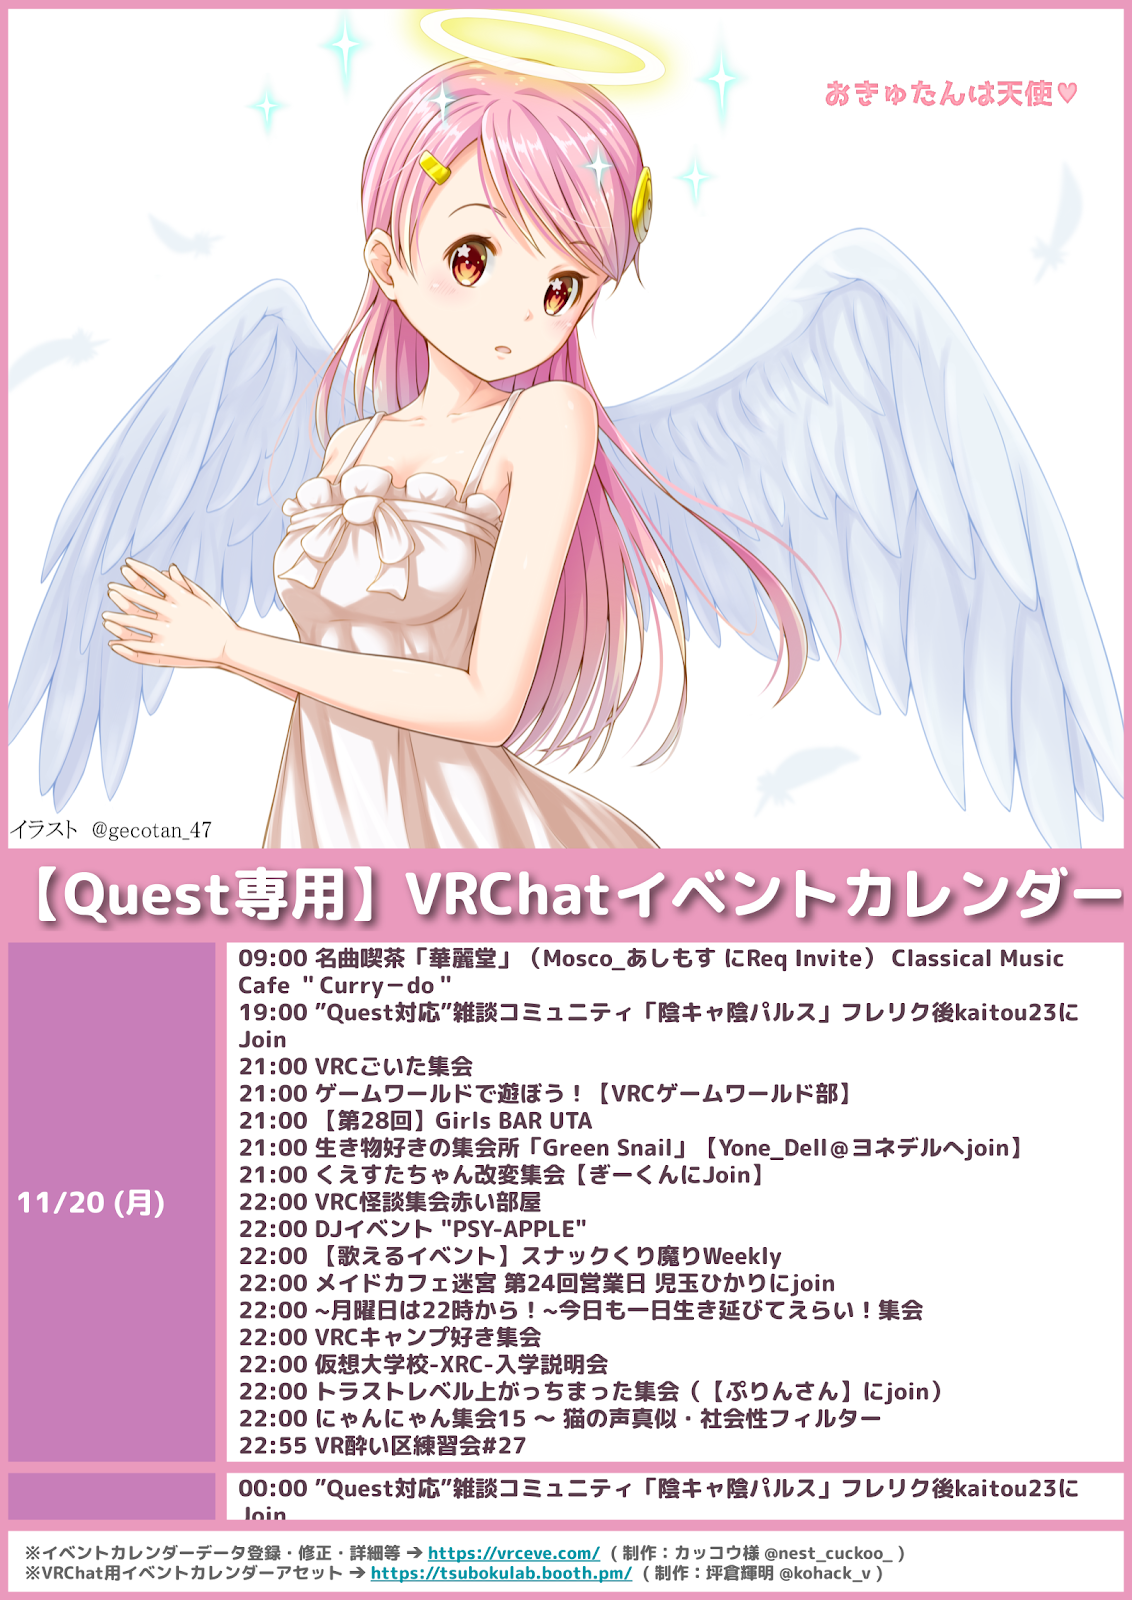 おきゅたんは天使♥
イラスト @gecotan_47
【Quest専用】VRChatイベントカレンダー
11/20 (月)
09:00 名曲喫茶「華麗堂」（Mosco_あしもす にReq Invite） Classical Music
Cafe ＂Curry－do＂
19:00 ”Quest対応”雑談コミュニティ「陰キャ陰パルス」フレリク後kaitou23に
Join
21:00 VRCごいた集会
21:00 ゲームワールドで遊ぼう！【VRCゲームワールド部】
21:00 【第28回】Girls BAR UTA
21:00 生き物好きの集会所「Green Snail」【Yone_Dell＠ヨネデルへjoin】
21:00 くえすたちゃん改変集会【ぎーくんにJoin】
22:00 VRC怪談集会赤い部屋
22:00 DJイベント "PSY-APPLE"
22:00 【歌えるイベント】スナックくり魔りWeekly
22:00 メイドカフェ迷宮 第24回営業日 児玉ひかりにjoin
22:00 ~月曜日は22時から！~今日も一日生き延びてえらい！集会
22:00 VRCキャンプ好き集会
22:00 仮想大学校-XRC-入学説明会
22:00 トラストレベル上がっちまった集会（【ぷりんさん】にjoin）
22:00 にゃんにゃん集会15 〜 猫の声真似・社会性フィルター
22:55 VR酔い区練習会#27
00:00 ”Quest対応”雑談コミュニティ「陰キャ陰パルス」フレリク後kaitou23に
Join
※イベントカレンダーデータ登録・修正・詳細等 ➔ https://vrceve.com/ ( 制作：カッコウ様 @nest_cuckoo_ )
※VRChat用イベントカレンダーアセット ➔ https://tsubokulab.booth.pm/ ( 制作：坪倉輝明 @kohack_v )